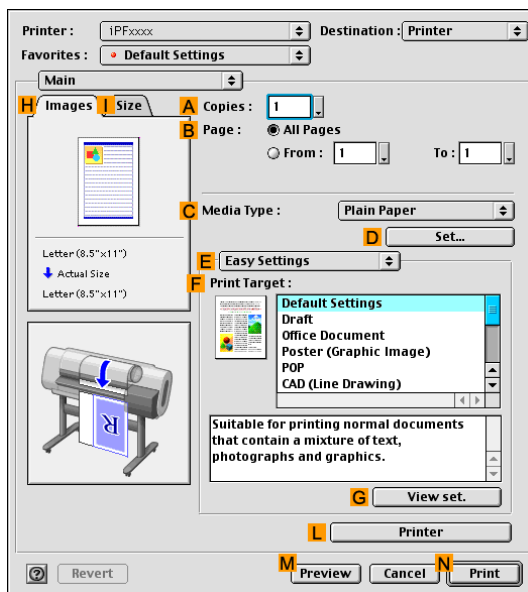 Printer : iPFxxxx Destination : Printer
Favorites : Default Settings
Main
H Images I Size
A Copies : 1
B Page : All Pages
From : 1 To : 1
C Media Type : Plain Paper
D Set...
Letter (8.5"x11")
Actual Size
Letter (8.5"x11")
E Easy Settings
F Print Target :
Default Settings
Draft
Office Document
Poster (Graphic Image)
POP
CAD (Line Drawing)
R
Suitable for printing normal documents
that contain a mixture of text,
photographs and graphics.
G View set.
L Printer
? Revert M Preview Cancel N Print